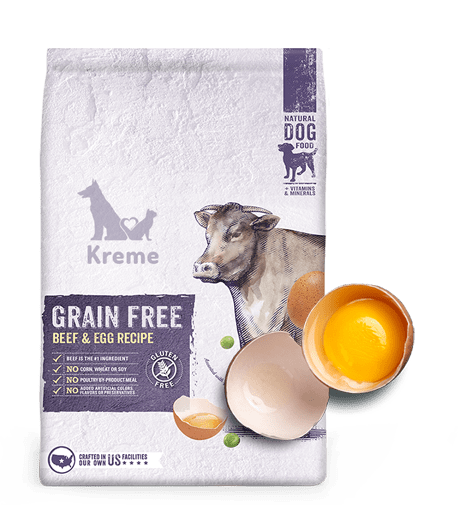 NATURAL
DOG
FOOD
+ VITAMINS
& MINERALS
Kreme
GRAIN FREE
BEEF & EGG RECIPE
BEEF IS THE #1 INGREDIENT
NO CORN, WHEAT OR SOY
NO POULTRY BY-PRODUCT MEAL
NO ADDED ARTIFICIAL COLORS
FLAVORS OR PRESERVATIVES
GLUTEN
FREE
CRAFTED IN
OUR OWN US FACILITIES